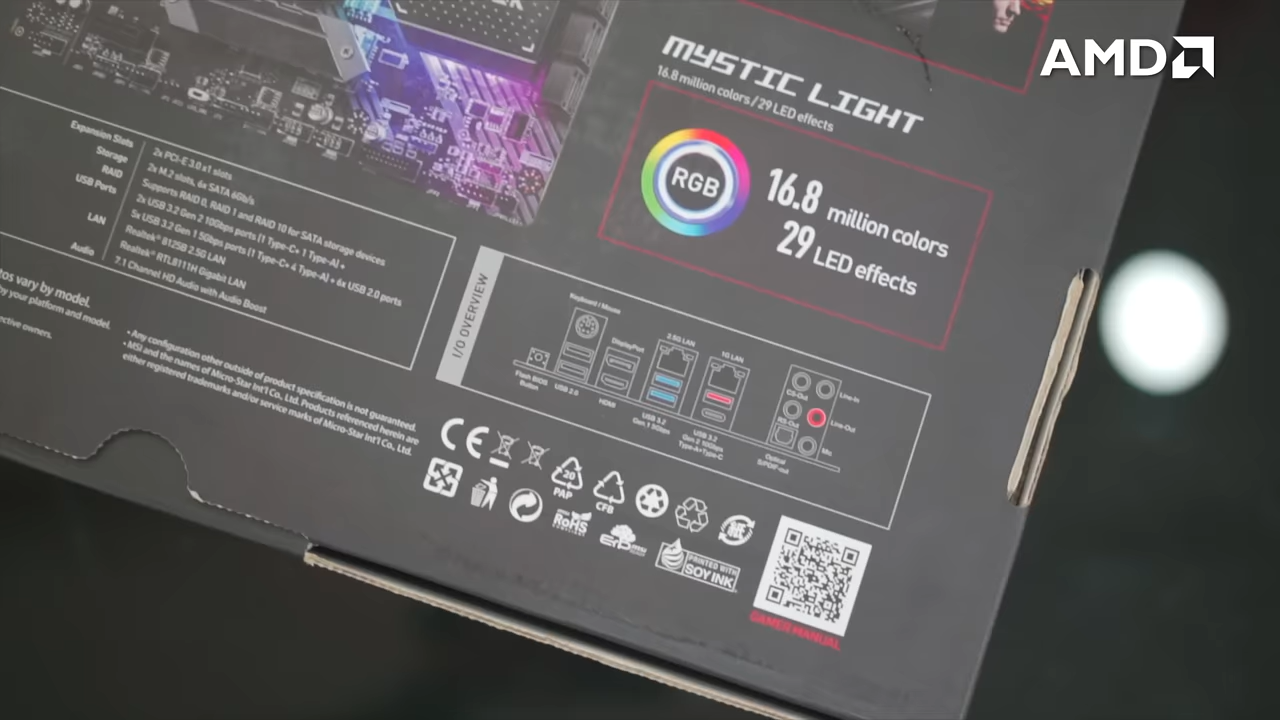 AMD
MYSTIC LIGHT
16.8 million colors / 29 LED effects
RGB
16.8 million colors
29 LED effects
Expansion Slots
2x PCI-E 3.0 x1 slots
Storage
2x M.2 slots, 6x SATA 6Gb/s
RAID
Supports RAID 0, RAID 1 and RAID 10 for SATA storage devices
USB Ports
2x USB 3.2 Gen 2 10Gbps ports (1 Type-C+ 1 Type-A) +
5x USB 3.2 Gen 1 5Gbps ports (1 Type-C+ 4 Type-A) + 6x USB 2.0 ports
LAN
Realtek® 8125B 2.5G LAN
Realtek® RTL8111H Gigabit LAN
Audio
7.1 Channel HD Audio with Audio Boost
vary by model.
by your platform and model.
owners.
• Any configuration other outside of product specification is not guaranteed.
• MSI and the names of Micro-Star Int'l Co., Ltd. Products referenced herein are
either registered trademarks and/or service marks of Micro-Star Int'l Co., Ltd.
I/O OVERVIEW
Keyboard / Mouse
DisplayPort
2.5G LAN
1G LAN
Flash BIOS
Button
USB 2.0
HDMI
USB 3.2
Gen 1 5Gbps
USB 3.2
Gen 2 10Gbps
Type-A+Type-C
CS-Out
Line-In
RS-Out
Line-Out
Optical
S/PDIF-out
Mic
CE
20
PAP
CFB
RoHS
COMPLIANT
ErP
PRINTED WITH
SOY INK
GAMER MANUAL